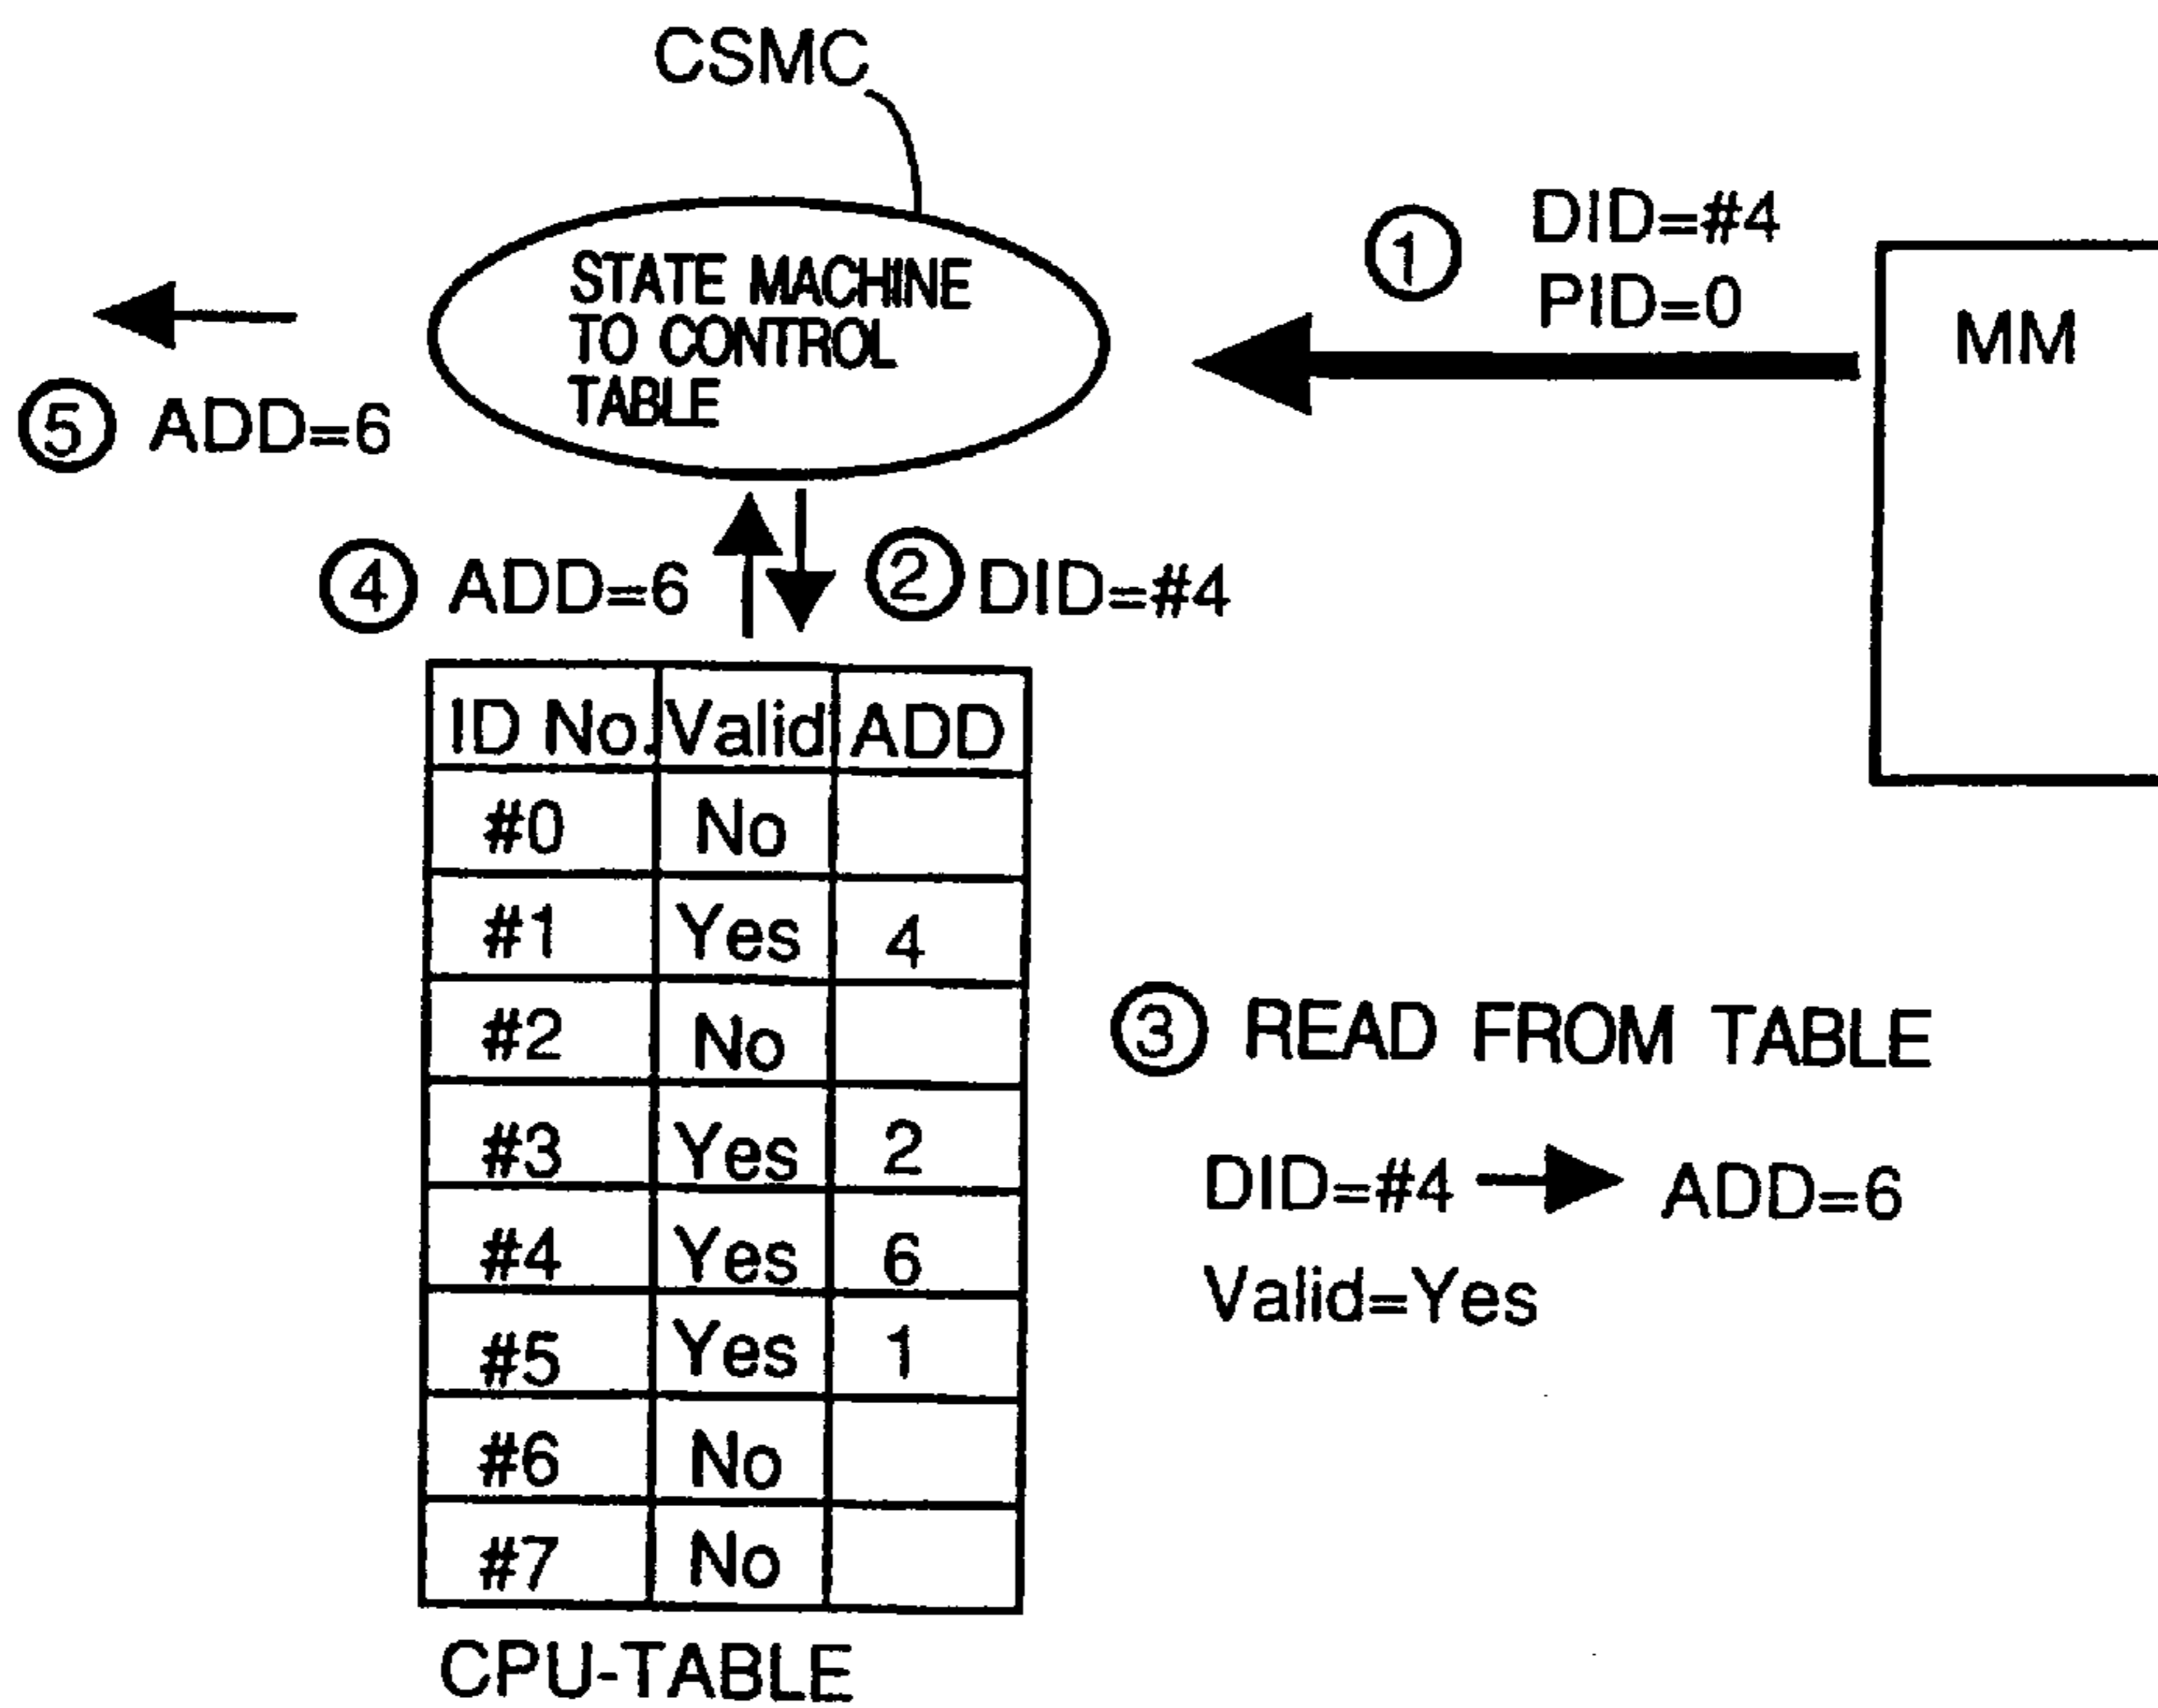 CSMC
① DID=#4
PID=0
STATE MACHINE
TO CONTROL
TABLE
MM
⑤ ADD=6
④ ADD=6
② DID=#4
ID No. Valid ADD
#0 No
#1 Yes 4
#2 No
#3 Yes 2
#4 Yes 6
#5 Yes 1
#6 No
#7 No
③ READ FROM TABLE
DID=#4 → ADD=6
Valid=Yes
CPU-TABLE